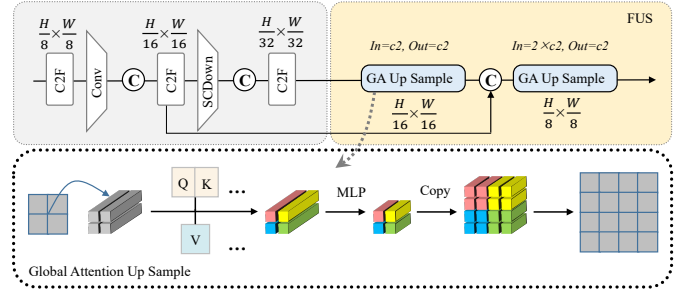 H/8 × W/8
H/16 × W/16
H/32 × W/32
FUS
In=c2, Out=c2
In=2×c2, Out=c2
C2F
Conv
C
C2F
SCDown
C
C2F
GA Up Sample
C
GA Up Sample
H/16 × W/16
H/8 × W/8
Q K ...
MLP
Copy
V ...
Global Attention Up Sample